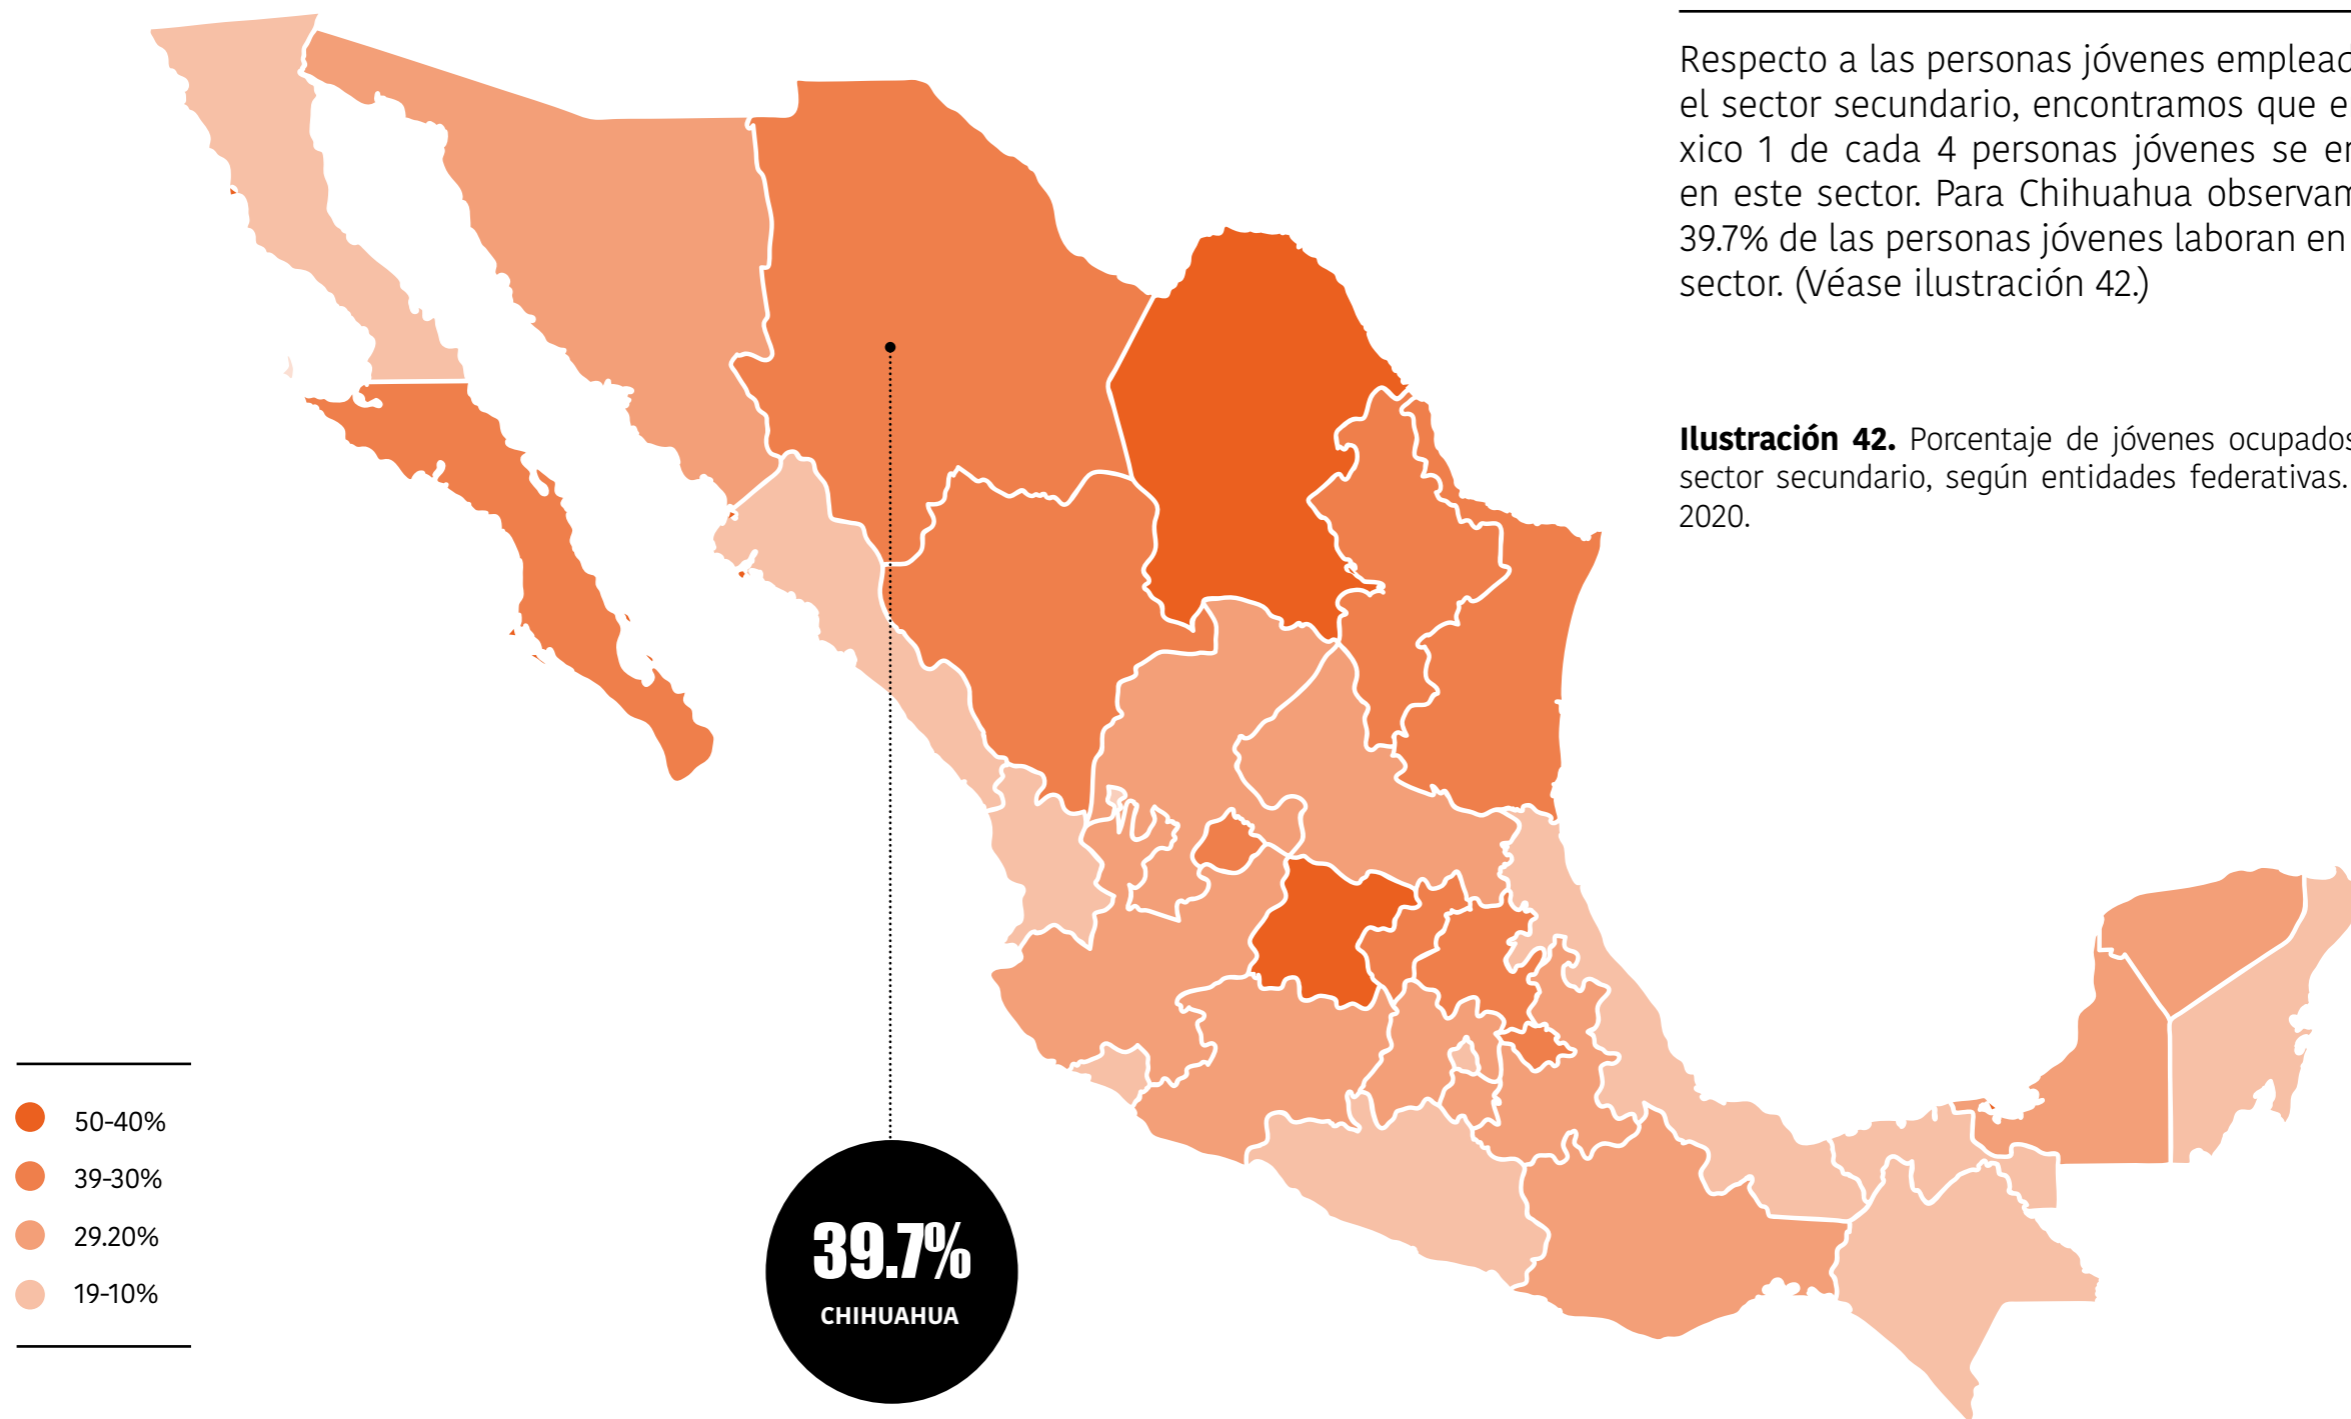 Respecto a las personas jóvenes
el sector secundario, encontramos que
xico 1 de cada 4 personas jóvenes se
en este sector. Para Chihuahua
39.7% de las personas jóvenes laboran en
sector. (Véase ilustración 42.)
Ilustración 42. Porcentaje de jóvenes ocupados
sector secundario, según entidades federativas.
2020.
50-40%
39-30%
29.20%
19-10%
39.7%
CHIHUAHUA